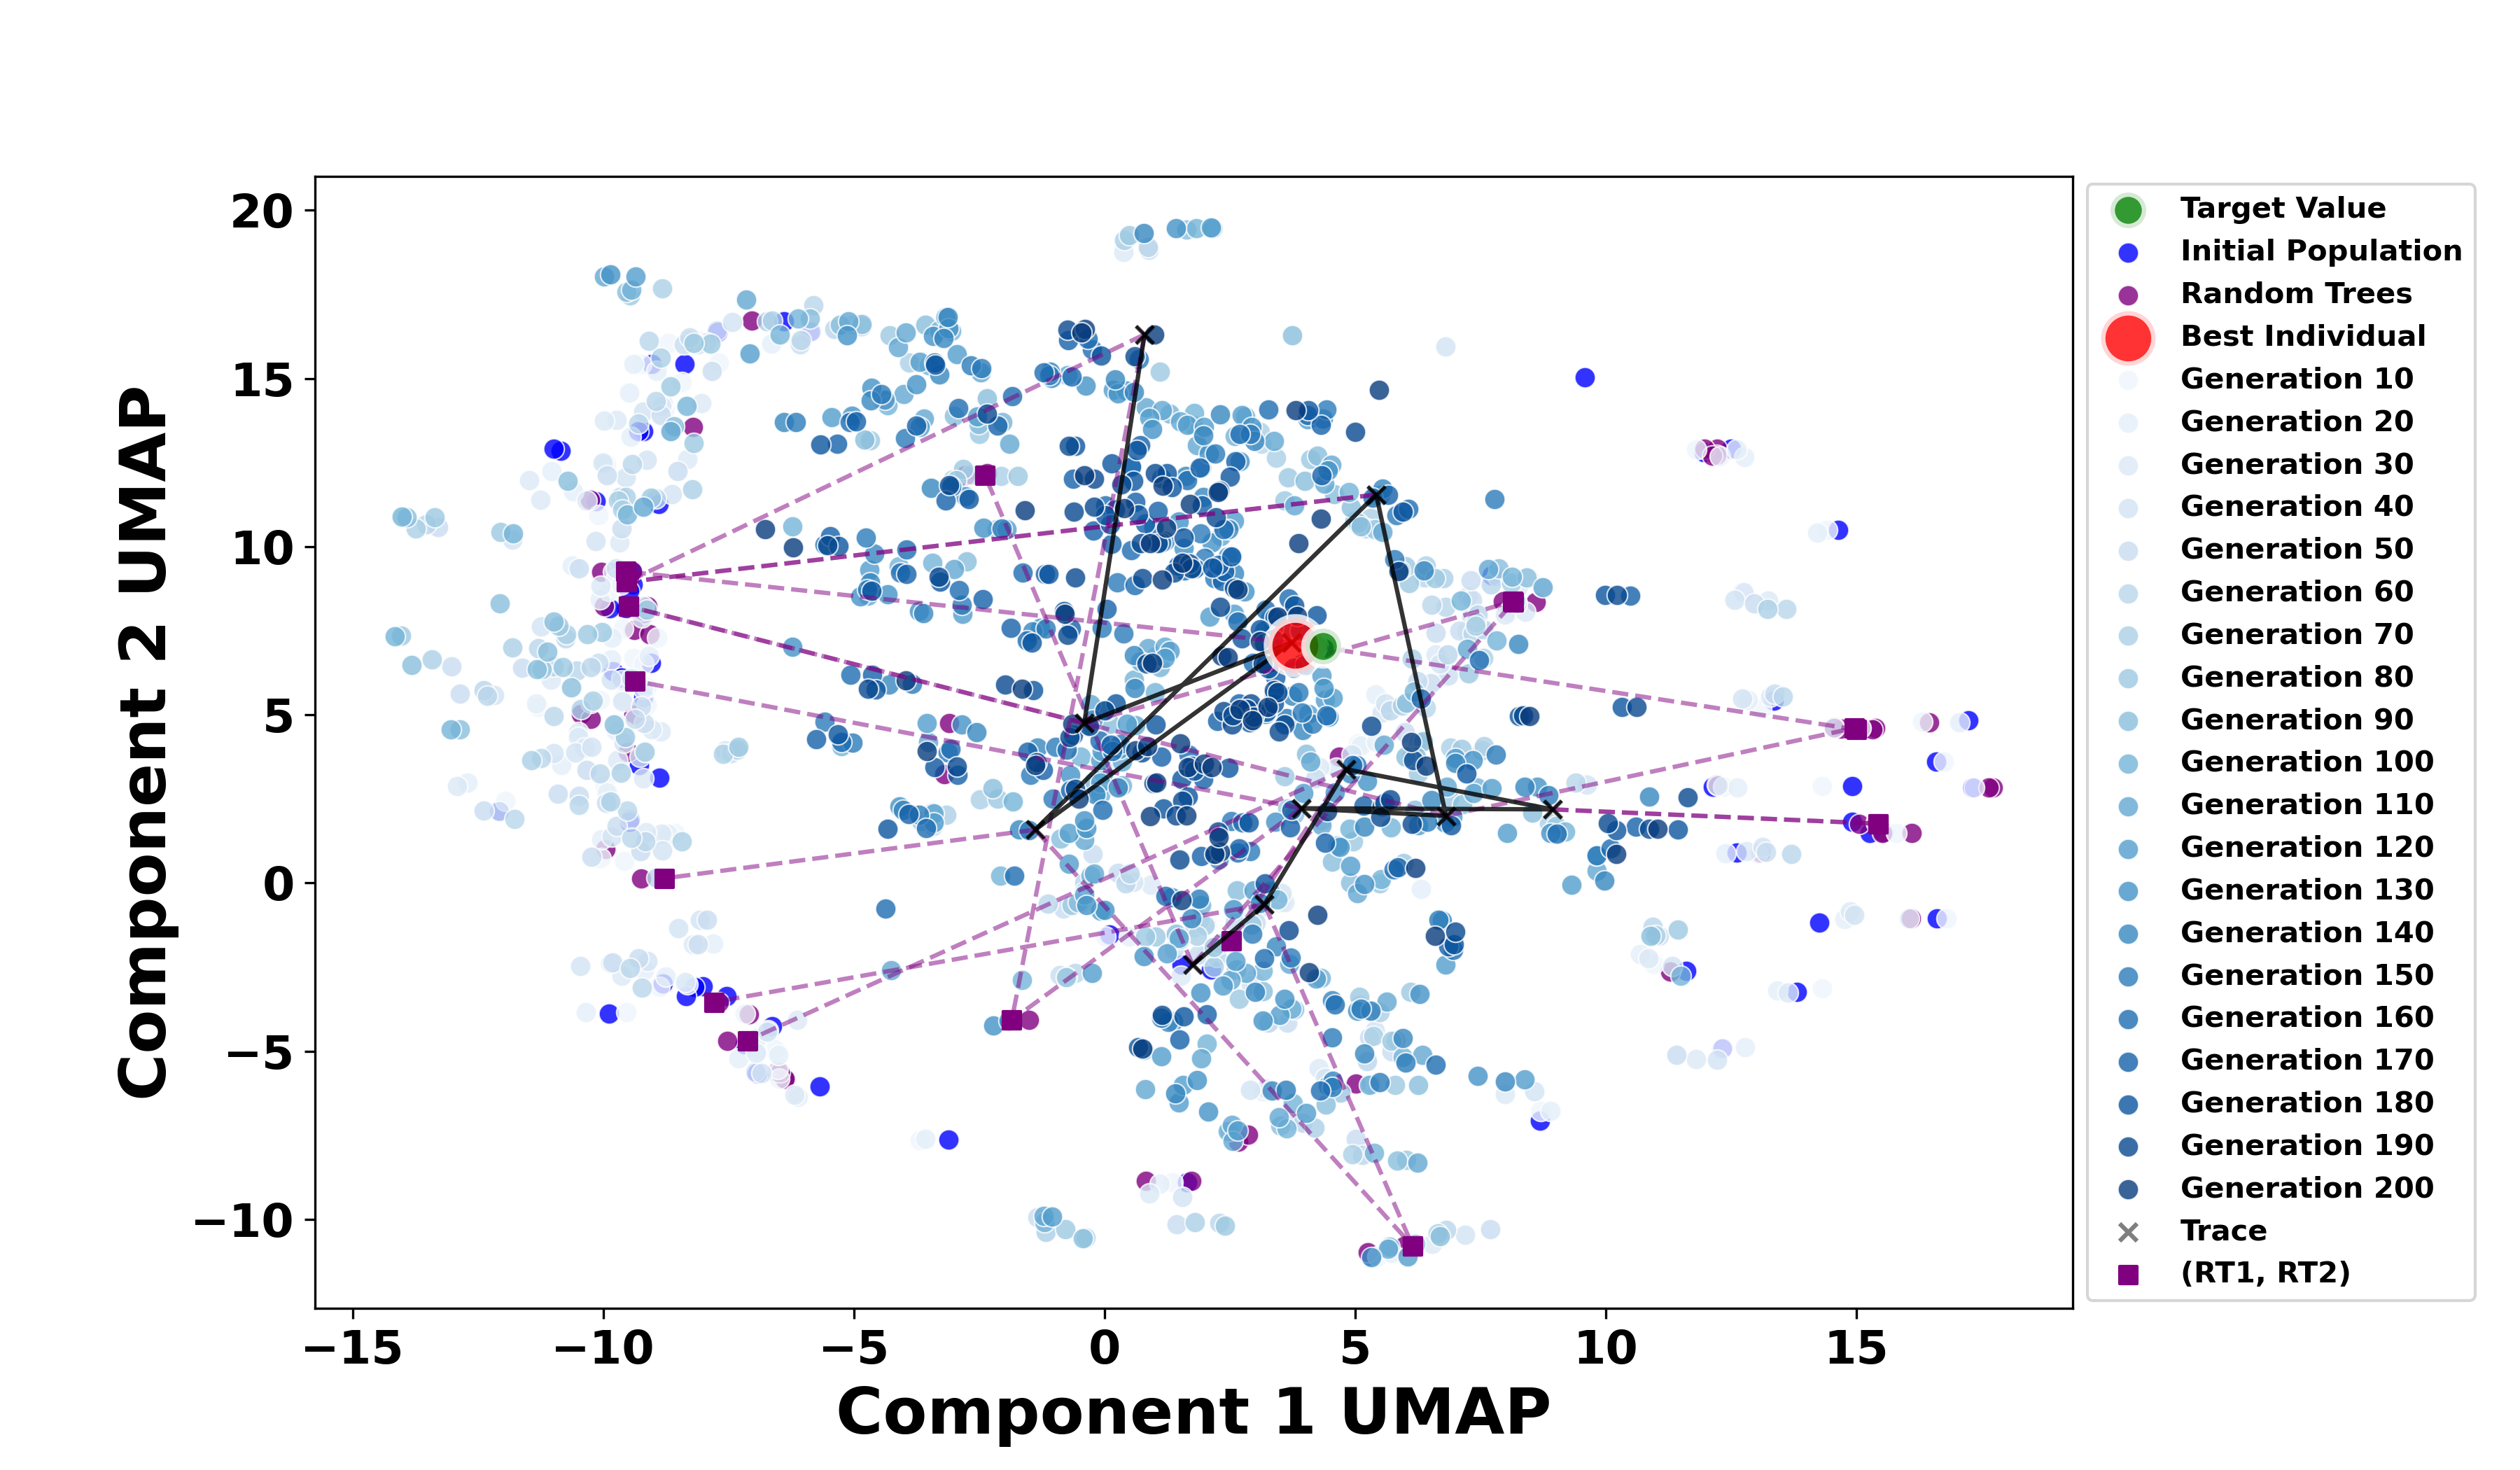 20
15
10
5
0
−5
−10
−15
−10
−5
0
5
10
15
Component 2 UMAP
Component 1 UMAP
Target Value
Initial Population
Random Trees
Best Individual
Generation 10
Generation 20
Generation 30
Generation 40
Generation 50
Generation 60
Generation 70
Generation 80
Generation 90
Generation 100
Generation 110
Generation 120
Generation 130
Generation 140
Generation 150
Generation 160
Generation 170
Generation 180
Generation 190
Generation 200
Trace
(RT1, RT2)